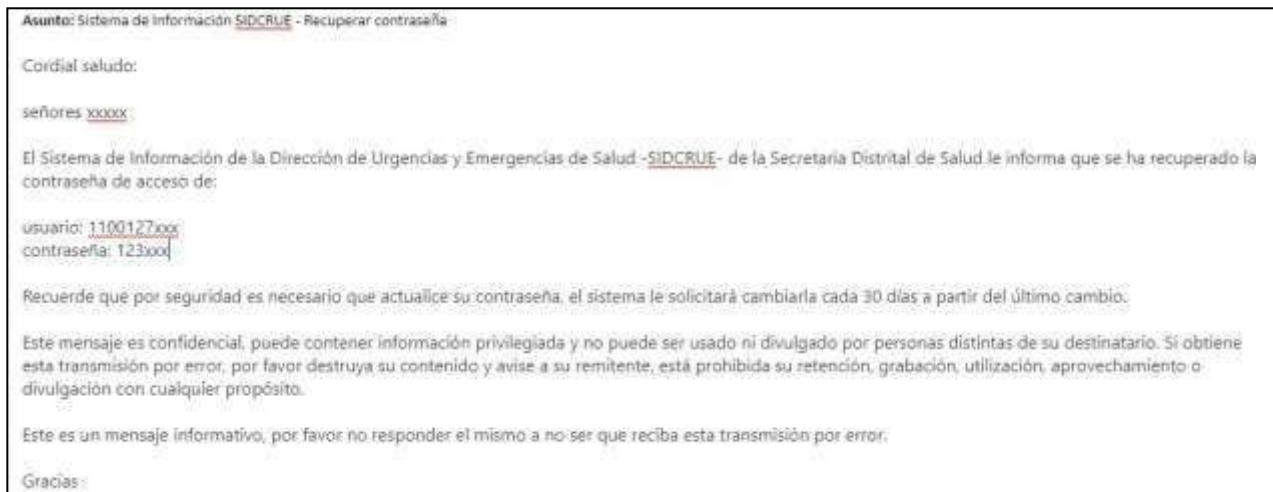 Asunto: Sistema de Información SIDCRUE - Recuperar contraseña
Cordial saludo:
señores xxxxx
El Sistema de Información de la Dirección de Urgencias y Emergencias de Salud -SIDCRUE- de la Secretaria Distrital de Salud le informa que se ha recuperado la
contraseña de acceso de:
usuario: 1100127xxx
contraseña: 123xxx
Recuerde que por seguridad es necesario que actualice su contraseña, el sistema le solicitará cambiarla cada 30 días a partir del último cambio.
Este mensaje es confidencial, puede contener información privilegiada y no puede ser usado ni divulgado por personas distintas de su destinatario. Si obtiene
esta transmisión por error, por favor destruya su contenido y avise a su remitente, está prohibida su retención, grabación, utilización, aprovechamiento o
divulgación con cualquier propósito.
Este es un mensaje informativo, por favor no responder el mismo a no ser que reciba esta transmisión por error.
Gracias